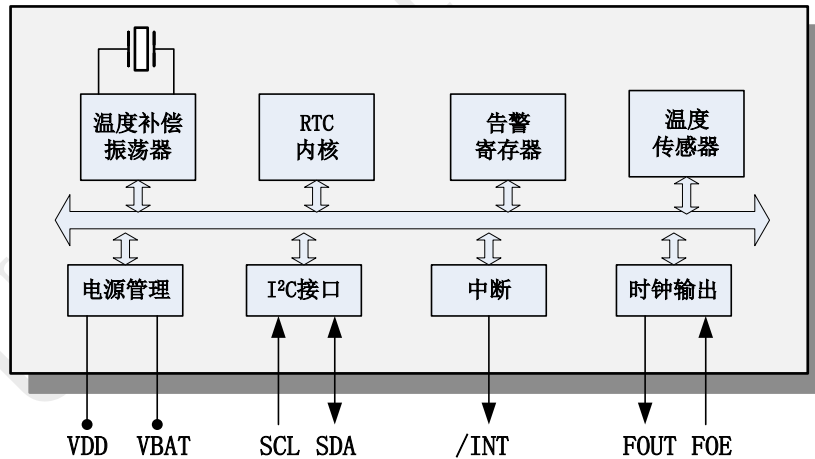 温度补偿
振荡器
RTC
内核
告警
寄存器
温度
传感器
电源管理
I²C接口
中断
时钟输出
VDD VBAT SCL SDA /INT FOUT FOE